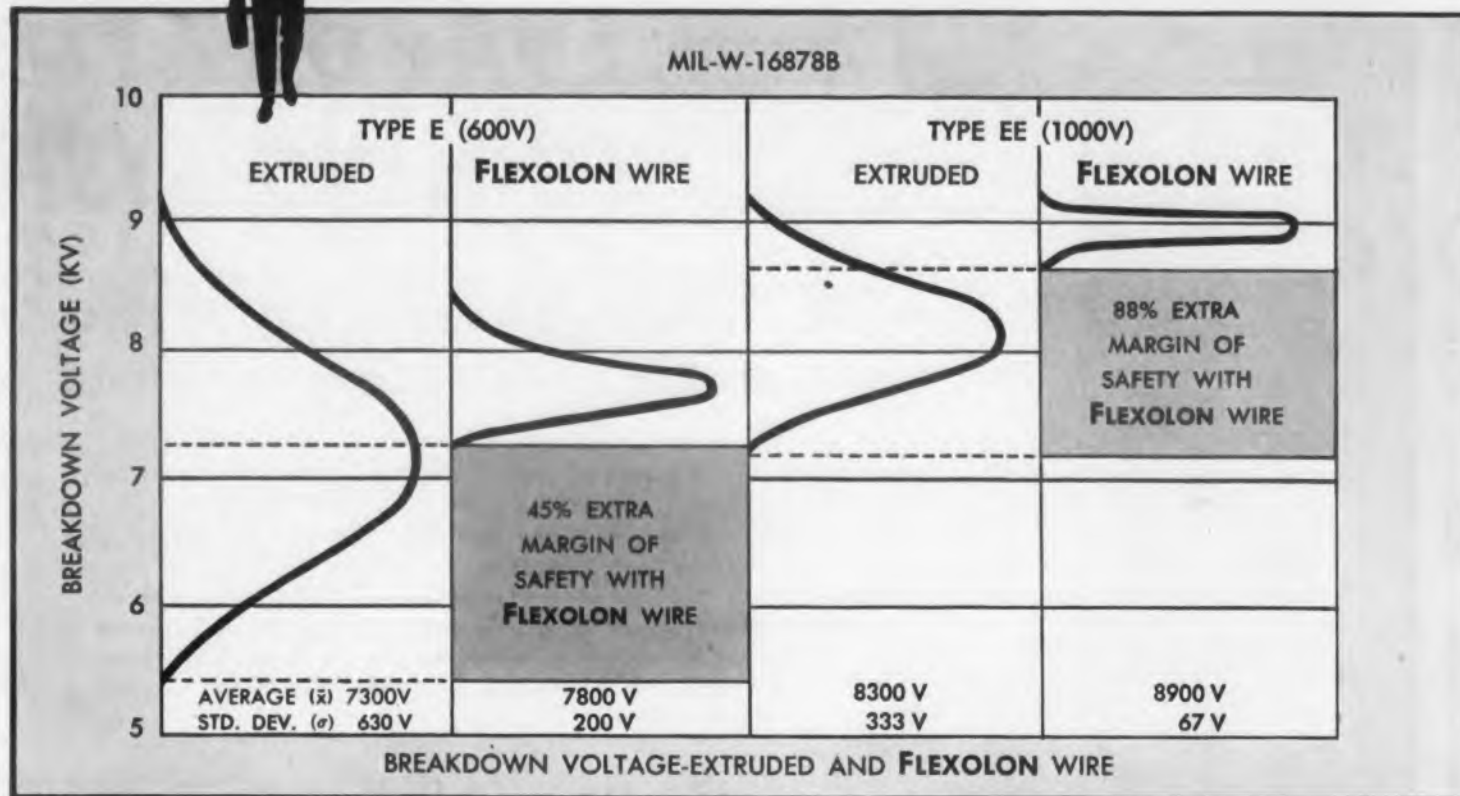 MIL-W-16878B
TYPE E (600V)
TYPE EE (1000V)
EXTRUDED
FLEXOLON WIRE
EXTRUDED
FLEXOLON WIRE
BREAKDOWN VOLTAGE (KV)
10
9
8
7
6
5
45% EXTRA
MARGIN OF
SAFETY WITH
FLEXOLON WIRE
88% EXTRA
MARGIN OF
SAFETY WITH
FLEXOLON WIRE
AVERAGE (x̄) 7300V
STD. DEV. (σ) 630 V
7800 V
200 V
8300 V
333 V
8900 V
67 V
BREAKDOWN VOLTAGE-EXTRUDED AND FLEXOLON WIRE